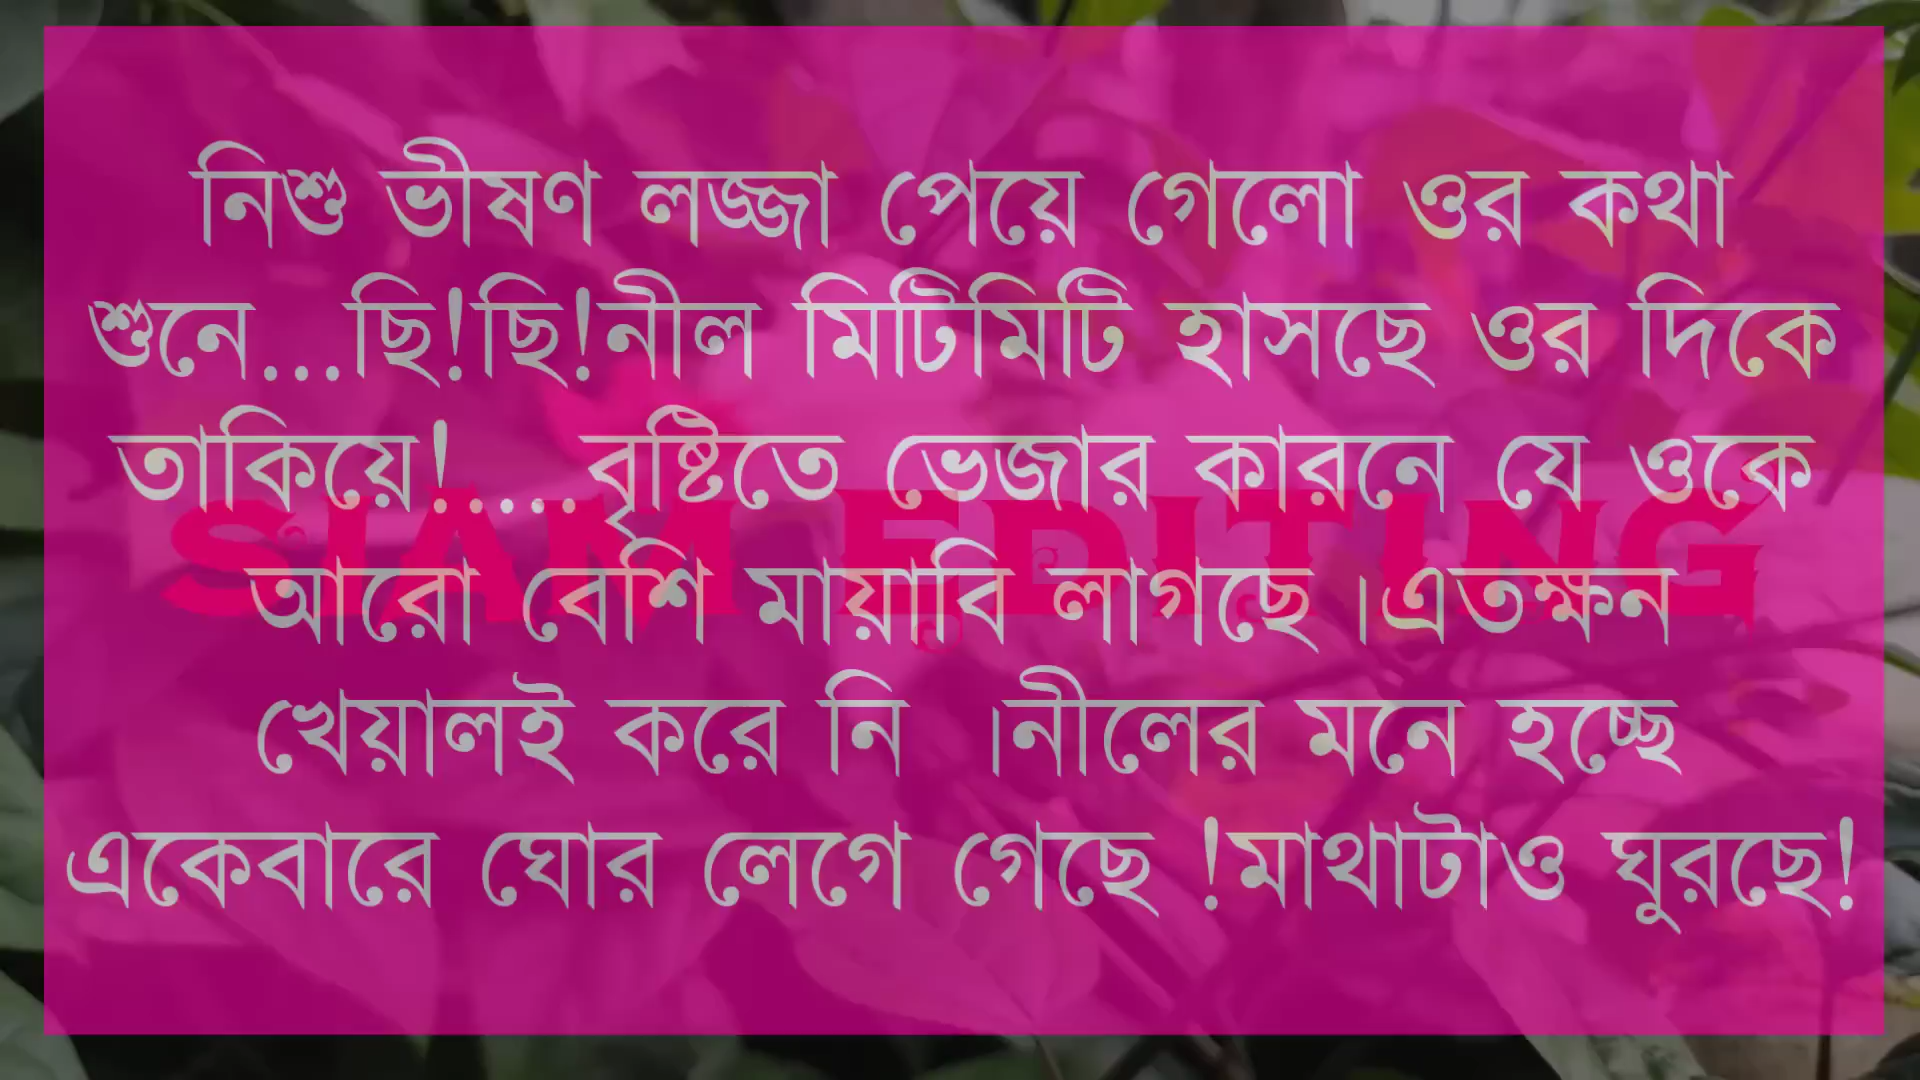 নিশু ভীষণ লজ্জা পেয়ে গেলো ওর কথা
শুনে...ছি!ছি!নীল মিটিমিটি হাসছে ওর দিকে
তাকিয়ে!....বৃষ্টিতে ভেজার কারনে যে ওকে
SIAM EDITING
আরো বেশি মায়াবি লাগছে।এতক্ষন
খেয়ালই করে নি ।নীলের মনে হচ্ছে
একেবারে ঘোর লেগে গেছে !মাথাটাও ঘুরছে!